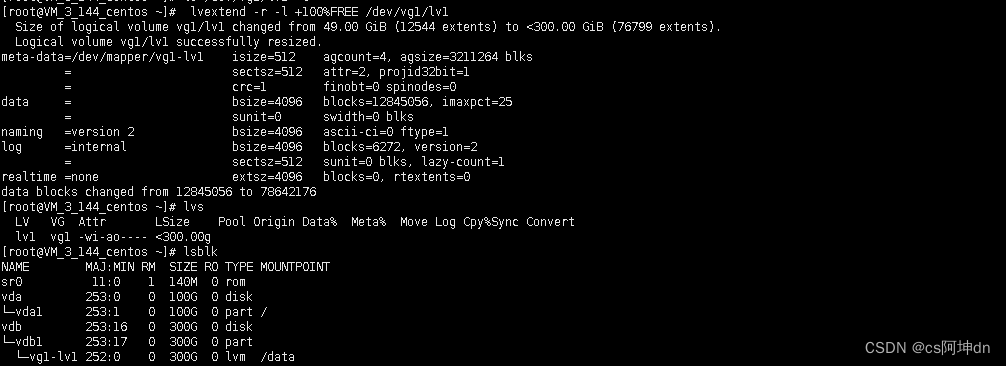 [root@VM_3_144_centos ~]#  lvextend -r -l +100%FREE /dev/vg1/lv1
  Size of logical volume vg1/lv1 changed from 49.00 GiB (12544 extents) to <300.00 GiB (76799 extents).
  Logical volume vg1/lv1 successfully resized.
meta-data=/dev/mapper/vg1-lv1    isize=512    agcount=4, agsize=3211264 blks
         =                       sectsz=512   attr=2, projid32bit=1
         =                       crc=1        finobt=0 spinodes=0
data     =                       bsize=4096   blocks=12845056, imaxpct=25
         =                       sunit=0      swidth=0 blks
naming   =version 2              bsize=4096   ascii-ci=0 ftype=1
log      =internal               bsize=4096   blocks=6272, version=2
         =                       sectsz=512   sunit=0 blks, lazy-count=1
realtime =none                   extsz=4096   blocks=0, rtextents=0
data blocks changed from 12845056 to 78642176
[root@VM_3_144_centos ~]# lvs
  LV   VG  Attr       LSize    Pool Origin Data%  Meta%  Move Log Cpy%Sync Convert
  lv1  vg1 -wi-ao---- <300.00g
[root@VM_3_144_centos ~]# lsblk
NAME        MAJ:MIN RM  SIZE RO TYPE MOUNTPOINT
sr0          11:0    1  140M  0 rom
vda         253:0    0  100G  0 disk
└─vda1      253:1    0  100G  0 part /
vdb         253:16   0  300G  0 disk
└─vdb1      253:17   0  300G  0 part
  └─vg1-lv1 252:0    0  300G  0 lvm  /data
CSDN @cs阿坤dn